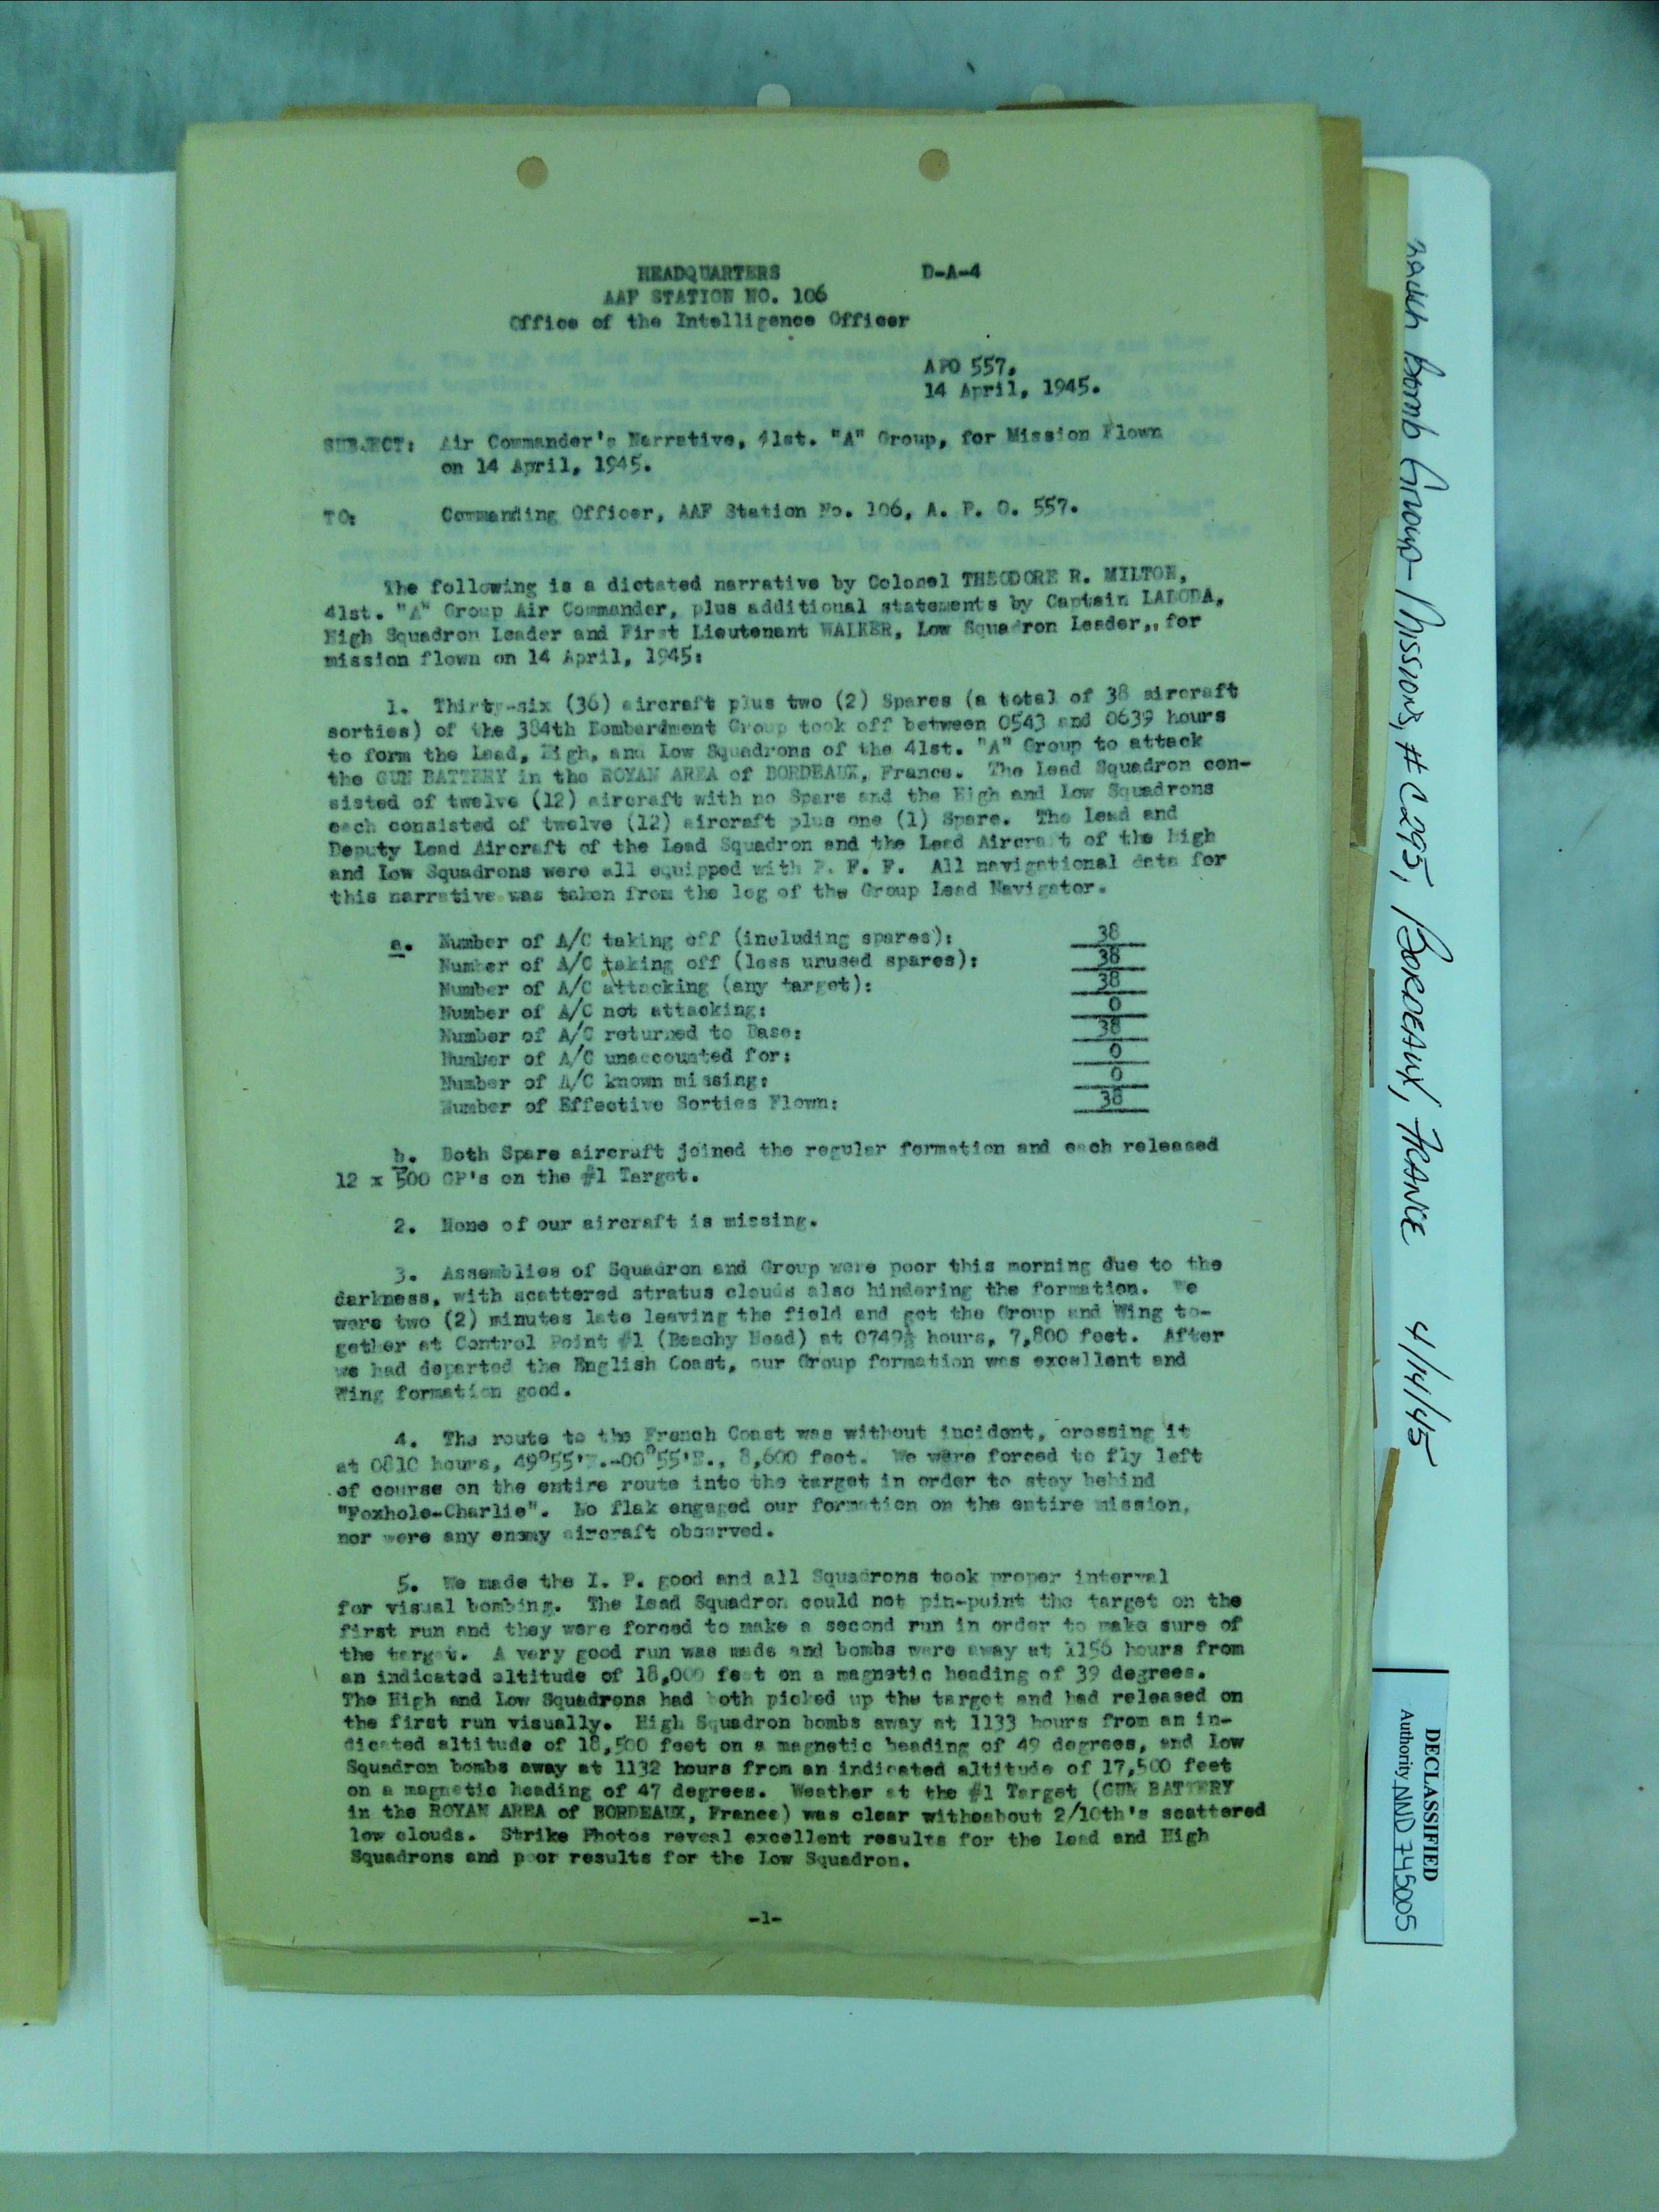 HEADQUARTERS D-A-4
AAF STATION NO. 106
Office of the Intelligence Officer
APO 557,
14 April, 1945.
SUBJECT: Air Commander's Narrative, 41st. "A" Group, for Mission Flown
on 14 April, 1945.
TO: Commanding Officer, AAF Station No. 106, A. P. O. 557.
The following is a dictated narrative by Colonel THEODORE R. MILTON,
41st. "A" Group Air Commander, plus additional statements by Captain LABODA,
High Squadron Leader and First Lieutenant WALKER, Low Squadron Leader,, for
mission flown on 14 April, 1945:
1. Thirty-six (36) aircraft plus two (2) Spares (a total of 38 aircraft
sorties) of the 384th Bombardment Group took off between 0543 and 0639 hours
to form the Lead, High, and Low Squadrons of the 41st. "A" Group to attack
the GUN BATTERY in the ROYAN AREA of BORDEAUX, France. The Lead Squadron con-
sisted of twelve (12) aircraft with no Spare and the High and Low Squadrons
each consisted of twelve (12) aircraft plus one (1) Spare. The Lead and
Deputy Lead Aircraft of the Lead Squadron and the Lead Aircraft of the High
and Low Squadrons were all equipped with P. F. F. All navigational data for
this narrative was taken from the log of the Group Lead Navigator.
a. Number of A/C taking off (including spares): 38
Number of A/C taking off (less unused spares): 38
Number of A/C attacking (any target): 38
Number of A/C not attacking: 0
Number of A/C returned to Base: 38
Number of A/C unaccounted for: 0
Number of A/C known missing: 0
Number of Effective Sorties Flown: 38
b. Both Spare aircraft joined the regular formation and each released
12 x 500 GP's on the #1 Target.
2. None of our aircraft is missing.
3. Assemblies of Squadron and Group were poor this morning due to the
darkness, with scattered stratus clouds also hindering the formation. We
were two (2) minutes late leaving the field and got the Group and Wing to-
gether at Control Point #1 (Beachy Head) at 0749½ hours, 7,800 feet. After
we had departed the English Coast, our Group formation was excellent and
Wing formation good.
4. The route to the French Coast was without incident, crossing it
at 0810 hours, 49°55'N.-00°55'E., 8,600 feet. We were forced to fly left
of course on the entire route into the target in order to stay behind
"Foxhole-Charlie". No flak engaged our formation on the entire mission,
nor were any enemy aircraft observed.
5. We made the I. P. good and all Squadrons took proper interval
for visual bombing. The Lead Squadron could not pin-point the target on the
first run and they were forced to make a second run in order to make sure of
the target. A very good run was made and bombs were away at 1156 hours from
an indicated altitude of 18,000 feet on a magnetic heading of 39 degrees.
The High and Low Squadrons had both picked up the target and had released on
the first run visually. High Squadron bombs away at 1133 hours from an in-
dicated altitude of 18,500 feet on a magnetic heading of 49 degrees, and Low
Squadron bombs away at 1132 hours from an indicated altitude of 17,500 feet
on a magnetic heading of 47 degrees. Weather at the #1 Target (GUN BATTERY
in the ROYAN AREA of BORDEAUX, France) was clear witheabout 2/10th's scattered
low clouds. Strike Photos reveal excellent results for the Lead and High
Squadrons and poor results for the Low Squadron.
-1-
Bomb Group - Missions, # C295, BORDEAUX, FRANCE 4/14/45
DECLASSIFIED
Authority NND 745005